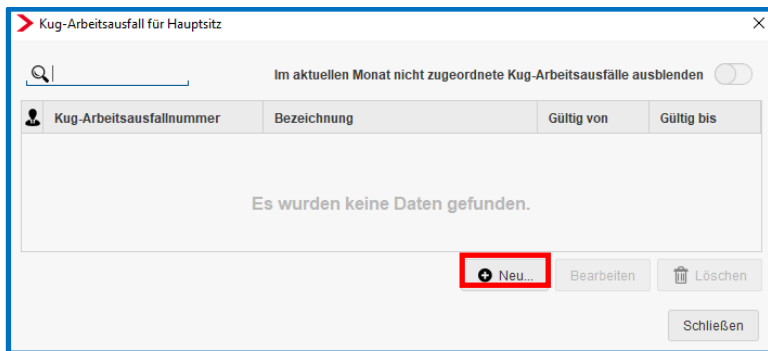 Kug-Arbeitsausfall für Hauptsitz
Im aktuellen Monat nicht zugeordnete Kug-Arbeitsausfälle ausblenden
Kug-Arbeitsausfallnummer Bezeichnung Gültig von Gültig bis
Es wurden keine Daten gefunden.
Neu... Bearbeiten Löschen
Schließen